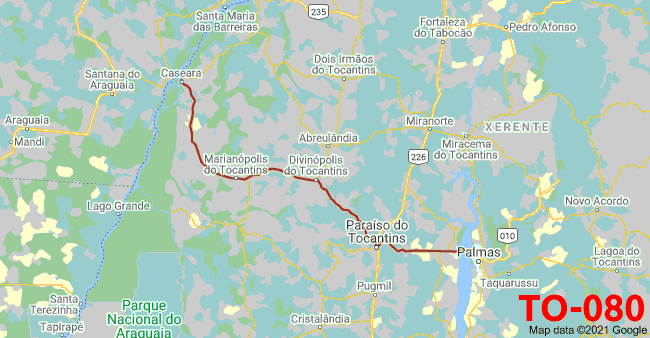 Santa Maria
das Barreiras
235
Fortaleza
do Tabocão
Pedro Afonso
Dois Irmãos
do Tocantins
Caseara
Santana do
Araguaia
Araguaia
Mandi
Miranorte
XERENTE
Abreulândia
Miracema
do Tocantins
226
Marianópolis
do Tocantins
Divinópolis
do Tocantins
Lago Grande
Novo Acordo
Paraíso do
Tocantins
010
Palmas
Lagoa do
Tocantins
Taquarussu
Pugmil
Santa
Terezinha
Tapirapé
Parque
Nacional do
Araguaia
Cristalândia
TO-080
Map data ©2021 Google